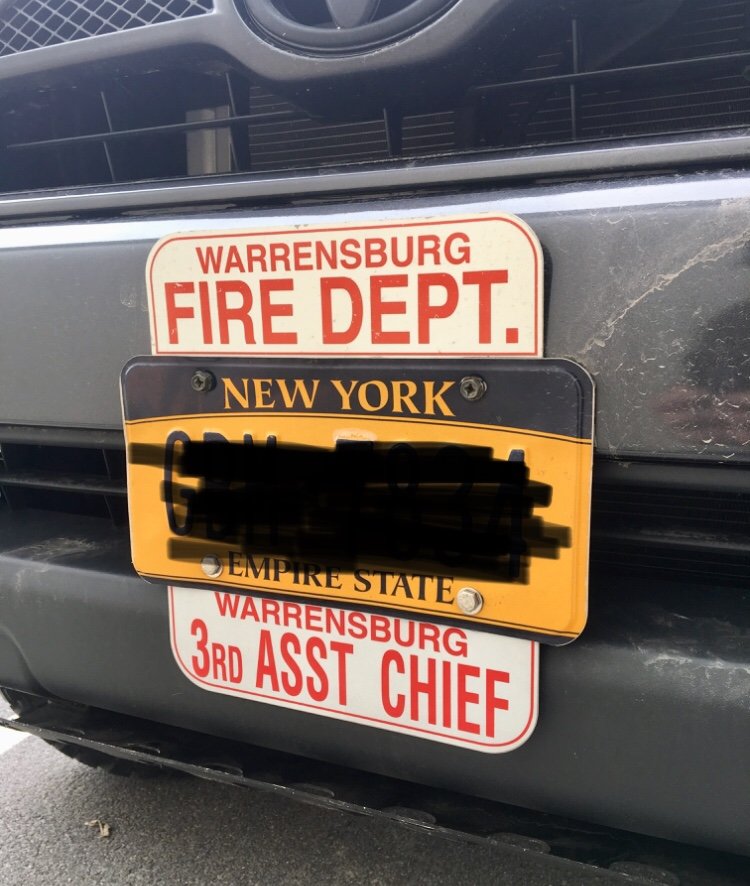 WARRENSBURG
FIRE DEPT.
NEW YORK
EMPIRE STATE
WARRENSBURG
3RD ASST CHIEF